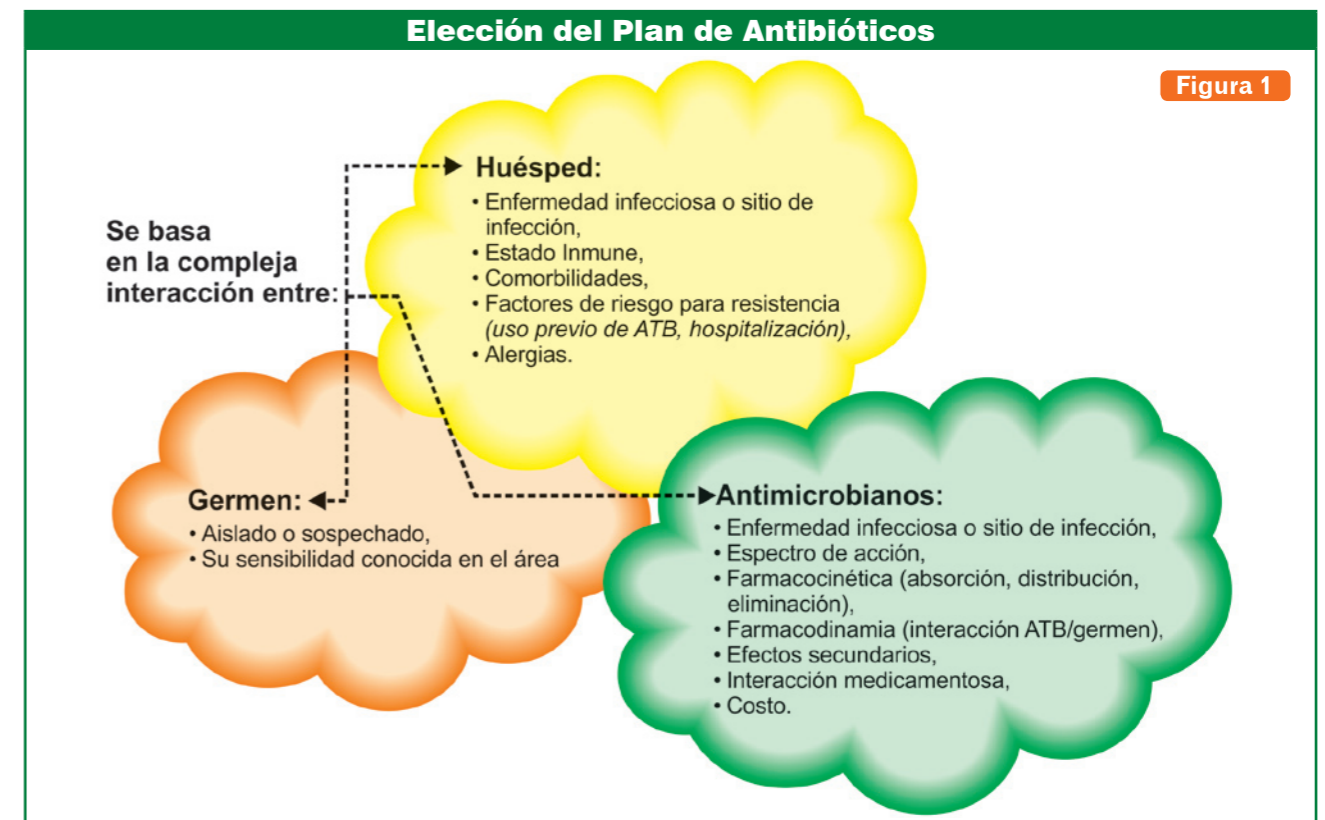 Elección del Plan de Antibióticos
Figura 1
Se basa
en la compleja
interacción entre:
Huésped:
• Enfermedad infecciosa o sitio de
infección,
• Estado Inmune,
• Comorbilidades,
• Factores de riesgo para resistencia
(uso previo de ATB, hospitalización),
• Alergias.
Germen:
• Aislado o sospechado,
• Su sensibilidad conocida en el área
Antimicrobianos:
• Enfermedad infecciosa o sitio de infección,
• Espectro de acción,
• Farmacocinética (absorción, distribución,
eliminación),
• Farmacodinamia (interacción ATB/germen),
• Efectos secundarios,
• Interacción medicamentosa,
• Costo.